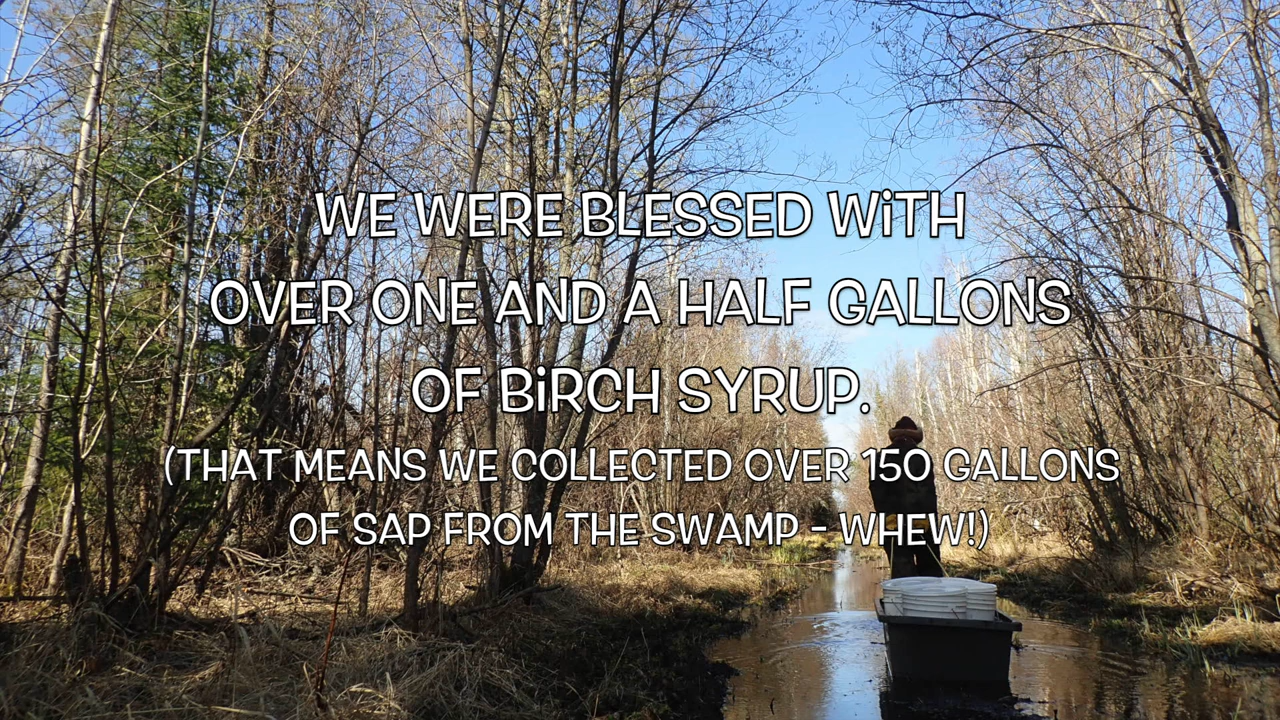 WE WERE BLESSED WiTH
OVER ONE AND A HALF GALLONS
OF BiRCH SYRUP.
(THAT MEANS WE COLLECTED OVER 150 GALLONS
OF SAP FROM THE SWAMP - WHEW!)